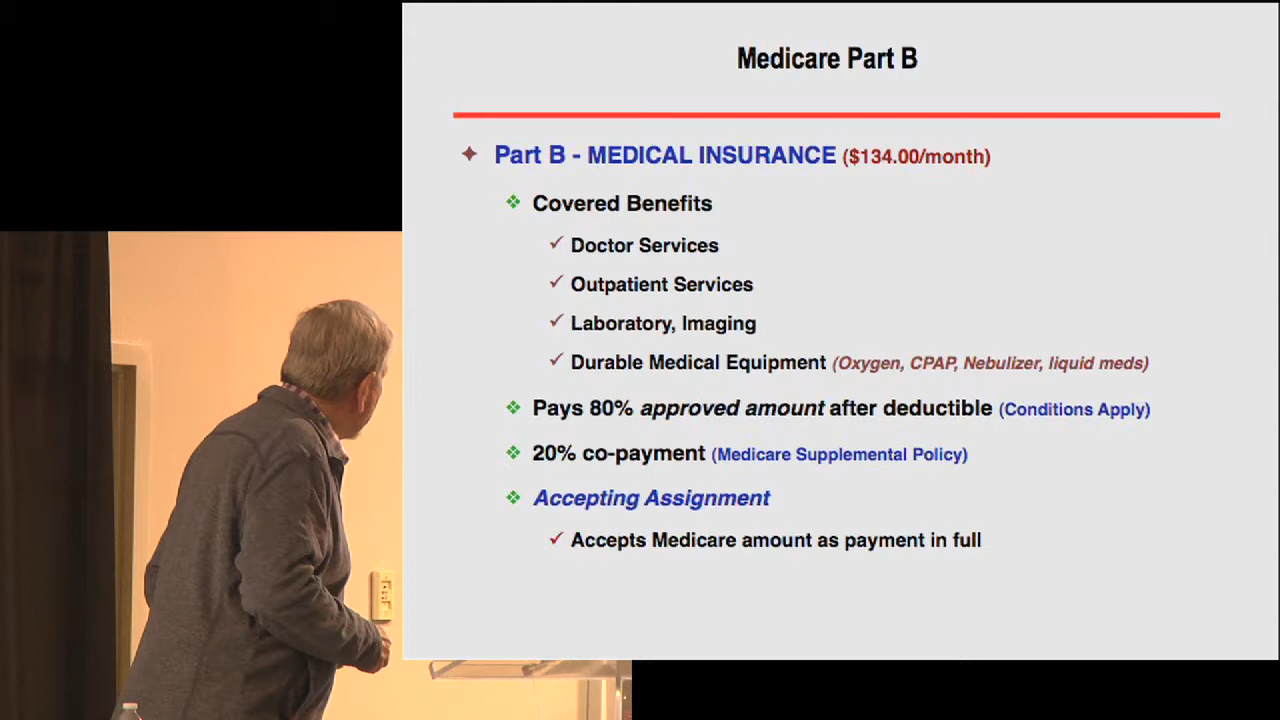 Medicare Part B
Part B - MEDICAL INSURANCE ($134.00/month)
Covered Benefits
Doctor Services
Outpatient Services
Laboratory, Imaging
Durable Medical Equipment (Oxygen, CPAP, Nebulizer, liquid meds)
Pays 80% approved amount after deductible (Conditions Apply)
20% co-payment (Medicare Supplemental Policy)
Accepting Assignment
Accepts Medicare amount as payment in full